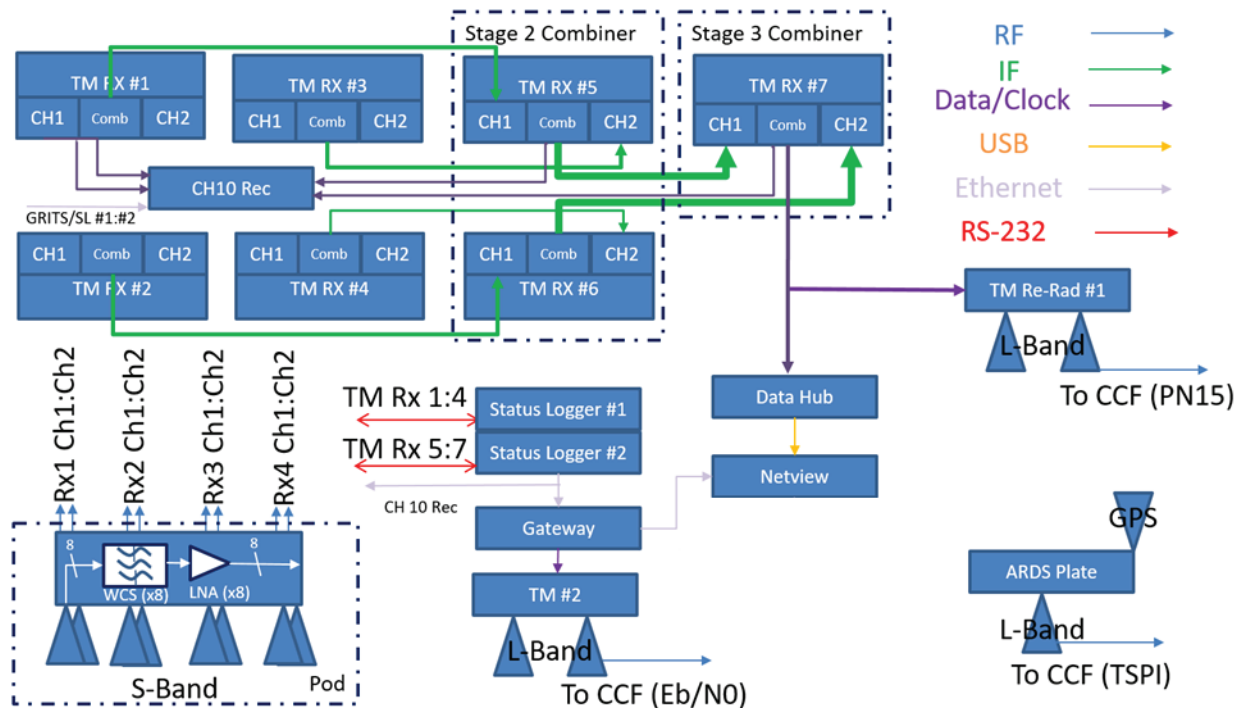 Stage 2 Combiner
Stage 3 Combiner
RF
IF
Data/Clock
USB
Ethernet
RS-232
TM RX #1
CH1 Comb CH2
TM RX #3
CH1 Comb CH2
TM RX #5
CH1 Comb CH2
TM RX #7
CH1 Comb CH2
CH10 Rec
GRITS/SL #1:#2
CH1 Comb CH2
TM RX #2
CH1 Comb CH2
TM RX #4
CH1 Comb CH2
TM RX #6
TM Re-Rad #1
L-Band
To CCF (PN15)
Rx1 Ch1:Ch2
Rx2 Ch1:Ch2
Rx3 Ch1:Ch2
Rx4 Ch1:Ch2
TM Rx 1:4
Status Logger #1
TM Rx 5:7
Status Logger #2
CH 10 Rec
Data Hub
Netview
Gateway
TM #2
L-Band
To CCF (Eb/N0)
8
8
WCS (x8)
LNA (x8)
S-Band
Pod
GPS
ARDS Plate
L-Band
To CCF (TSPI)